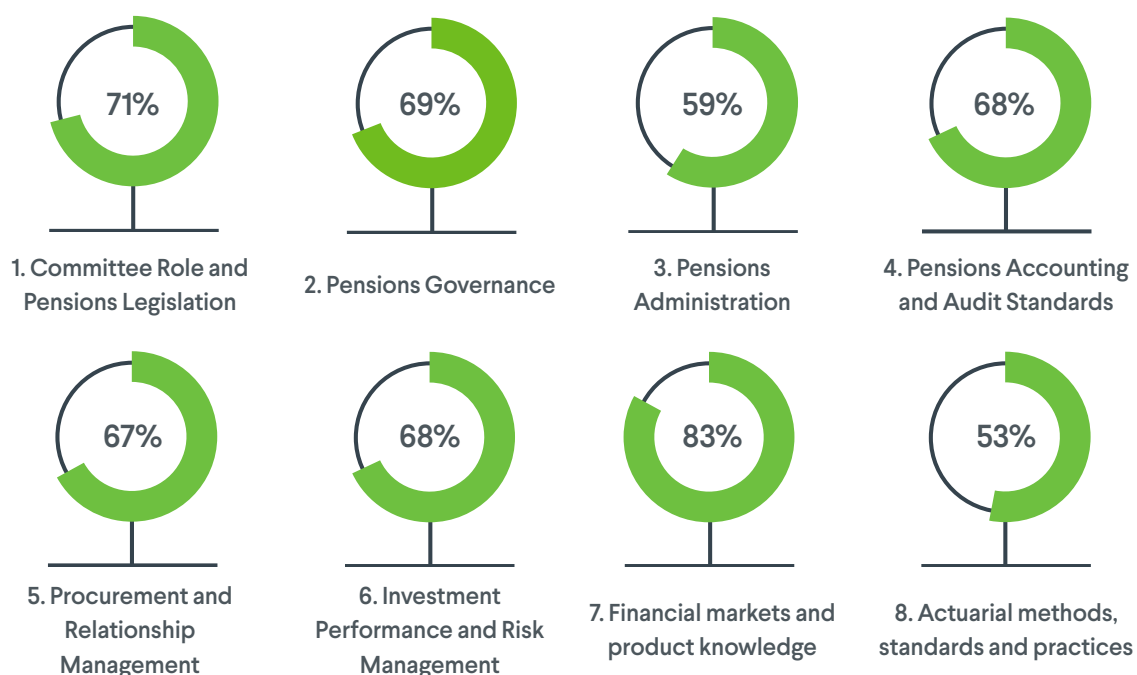 71%
69%
59%
68%
1. Committee Role and
Pensions Legislation
2. Pensions Governance
3. Pensions
Administration
4. Pensions Accounting
and Audit Standards
67%
68%
83%
53%
5. Procurement and
Relationship
Management
6. Investment
Performance and Risk
Management
7. Financial markets and
product knowledge
8. Actuarial methods,
standards and practices